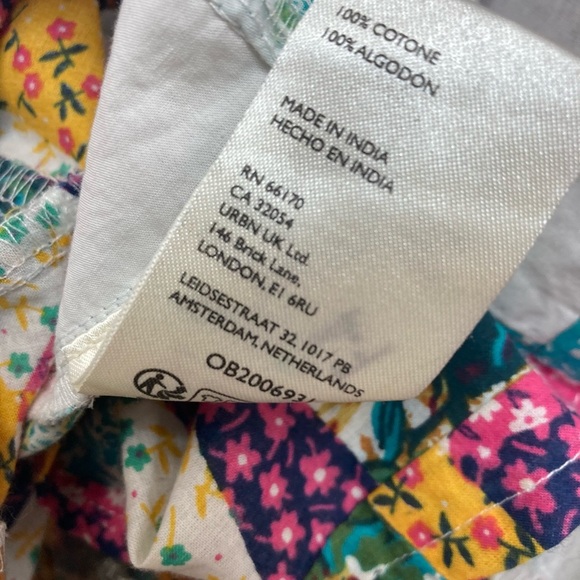 100% COTONE
100% ALGODÓN
MADE IN INDIA
HECHO EN INDIA
RN 66170
CA 32054
URBN UK Ltd.
146 Brick Lane,
LONDON, E1 6RU
LEIDSESTRAAT 32, 1017 PB
AMSTERDAM, NETHERLANDS